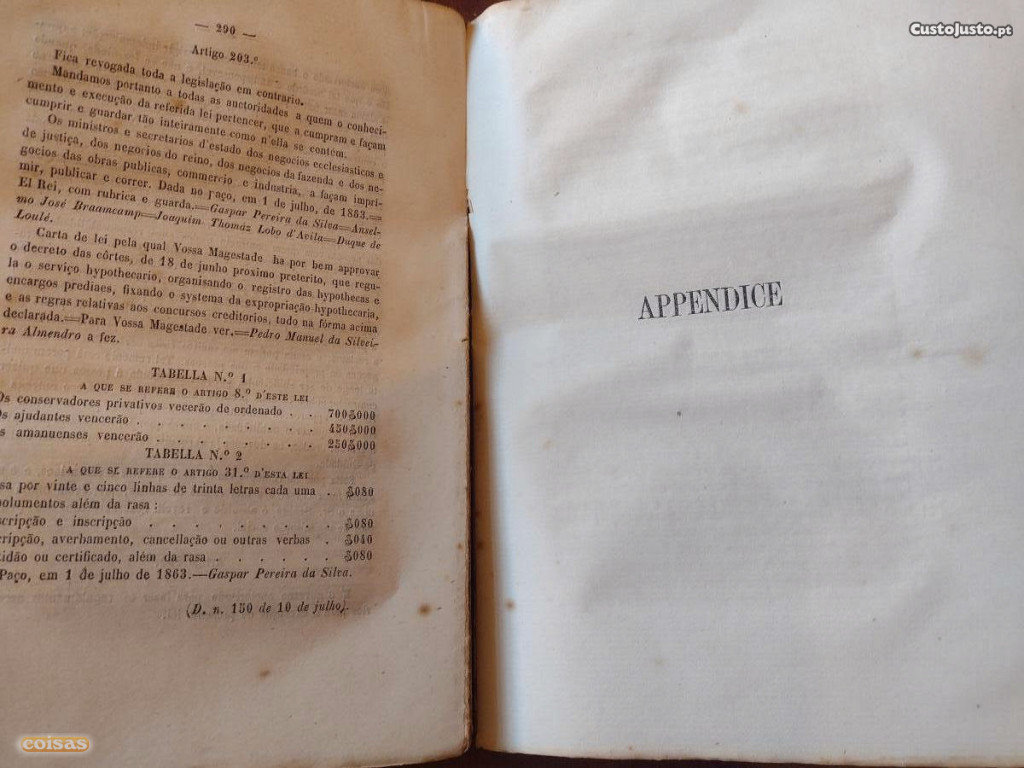 — 290 —
Artigo 203.º
Fica revogada toda a legislação em contrario.
Mandamos portanto a todas as auctoridades a quem o conheci-
mento e execução da referida lei pertencer, que a cumpram e façam
cumprir e guardar tão inteiramente como n'ella se contém.
Os ministros e secretarios d'estado dos negocios ecclesiasticos e
de justiça, dos negocios do reino, dos negocios da fazenda e dos ne-
gocios das obras publicas, commercio e industria, a façam impri-
mir, publicar e correr. Dada no paço, em 1 de julho, de 1863.=
El Rei, com rubrica e guarda.=Gaspar Pereira da Silva=Ansel-
mo José Braamcamp=Joaquim Thomáz Lobo d'Avila=Duque de
Loulé.
Carta de lei pela qual Vossa Magestade ha por bem approvar
o decreto das côrtes, de 18 de junho proximo preterito, que regu-
la o serviço hypothecario, organisando o registro das hypothecas e
encargos prediaes, fixando o systema da expropriação hypothecaria,
e as regras relativas aos concursos creditorios, tudo na fórma acima
declarada.=Para Vossa Magestade ver.=Pedro Manuel da Silvei-
ra Almendro a fez.
TABELLA N.º 1
A QUE SE REFERE O ARTIGO 8.º D'ESTE LEI
Os conservadores privativos vecerão de ordenado . . 700$000
Os ajudantes vencerão . . . . . . . . . . 450$000
s amanuenses vencerão . . . . . . . . . 250$000
TABELLA N.º 2
A QUE SE REFERE O ARTIGO 31.º D'ESTA LEI
sa por vinte e cinco linhas de trinta letras cada uma . $080
olumentos além da rasa :
scripção e inscripção . . . . . . . . . $080
cripção, averbamento, cancellação ou outras verbas . $040
tidão ou certificado, além da rasa . . . . . . $080
Paço, em 1 de julho de 1863.—Gaspar Pereira da Silva.
(D. n. 150 de 10 de julho)
APPENDICE
CustoJusto.pt
coisas